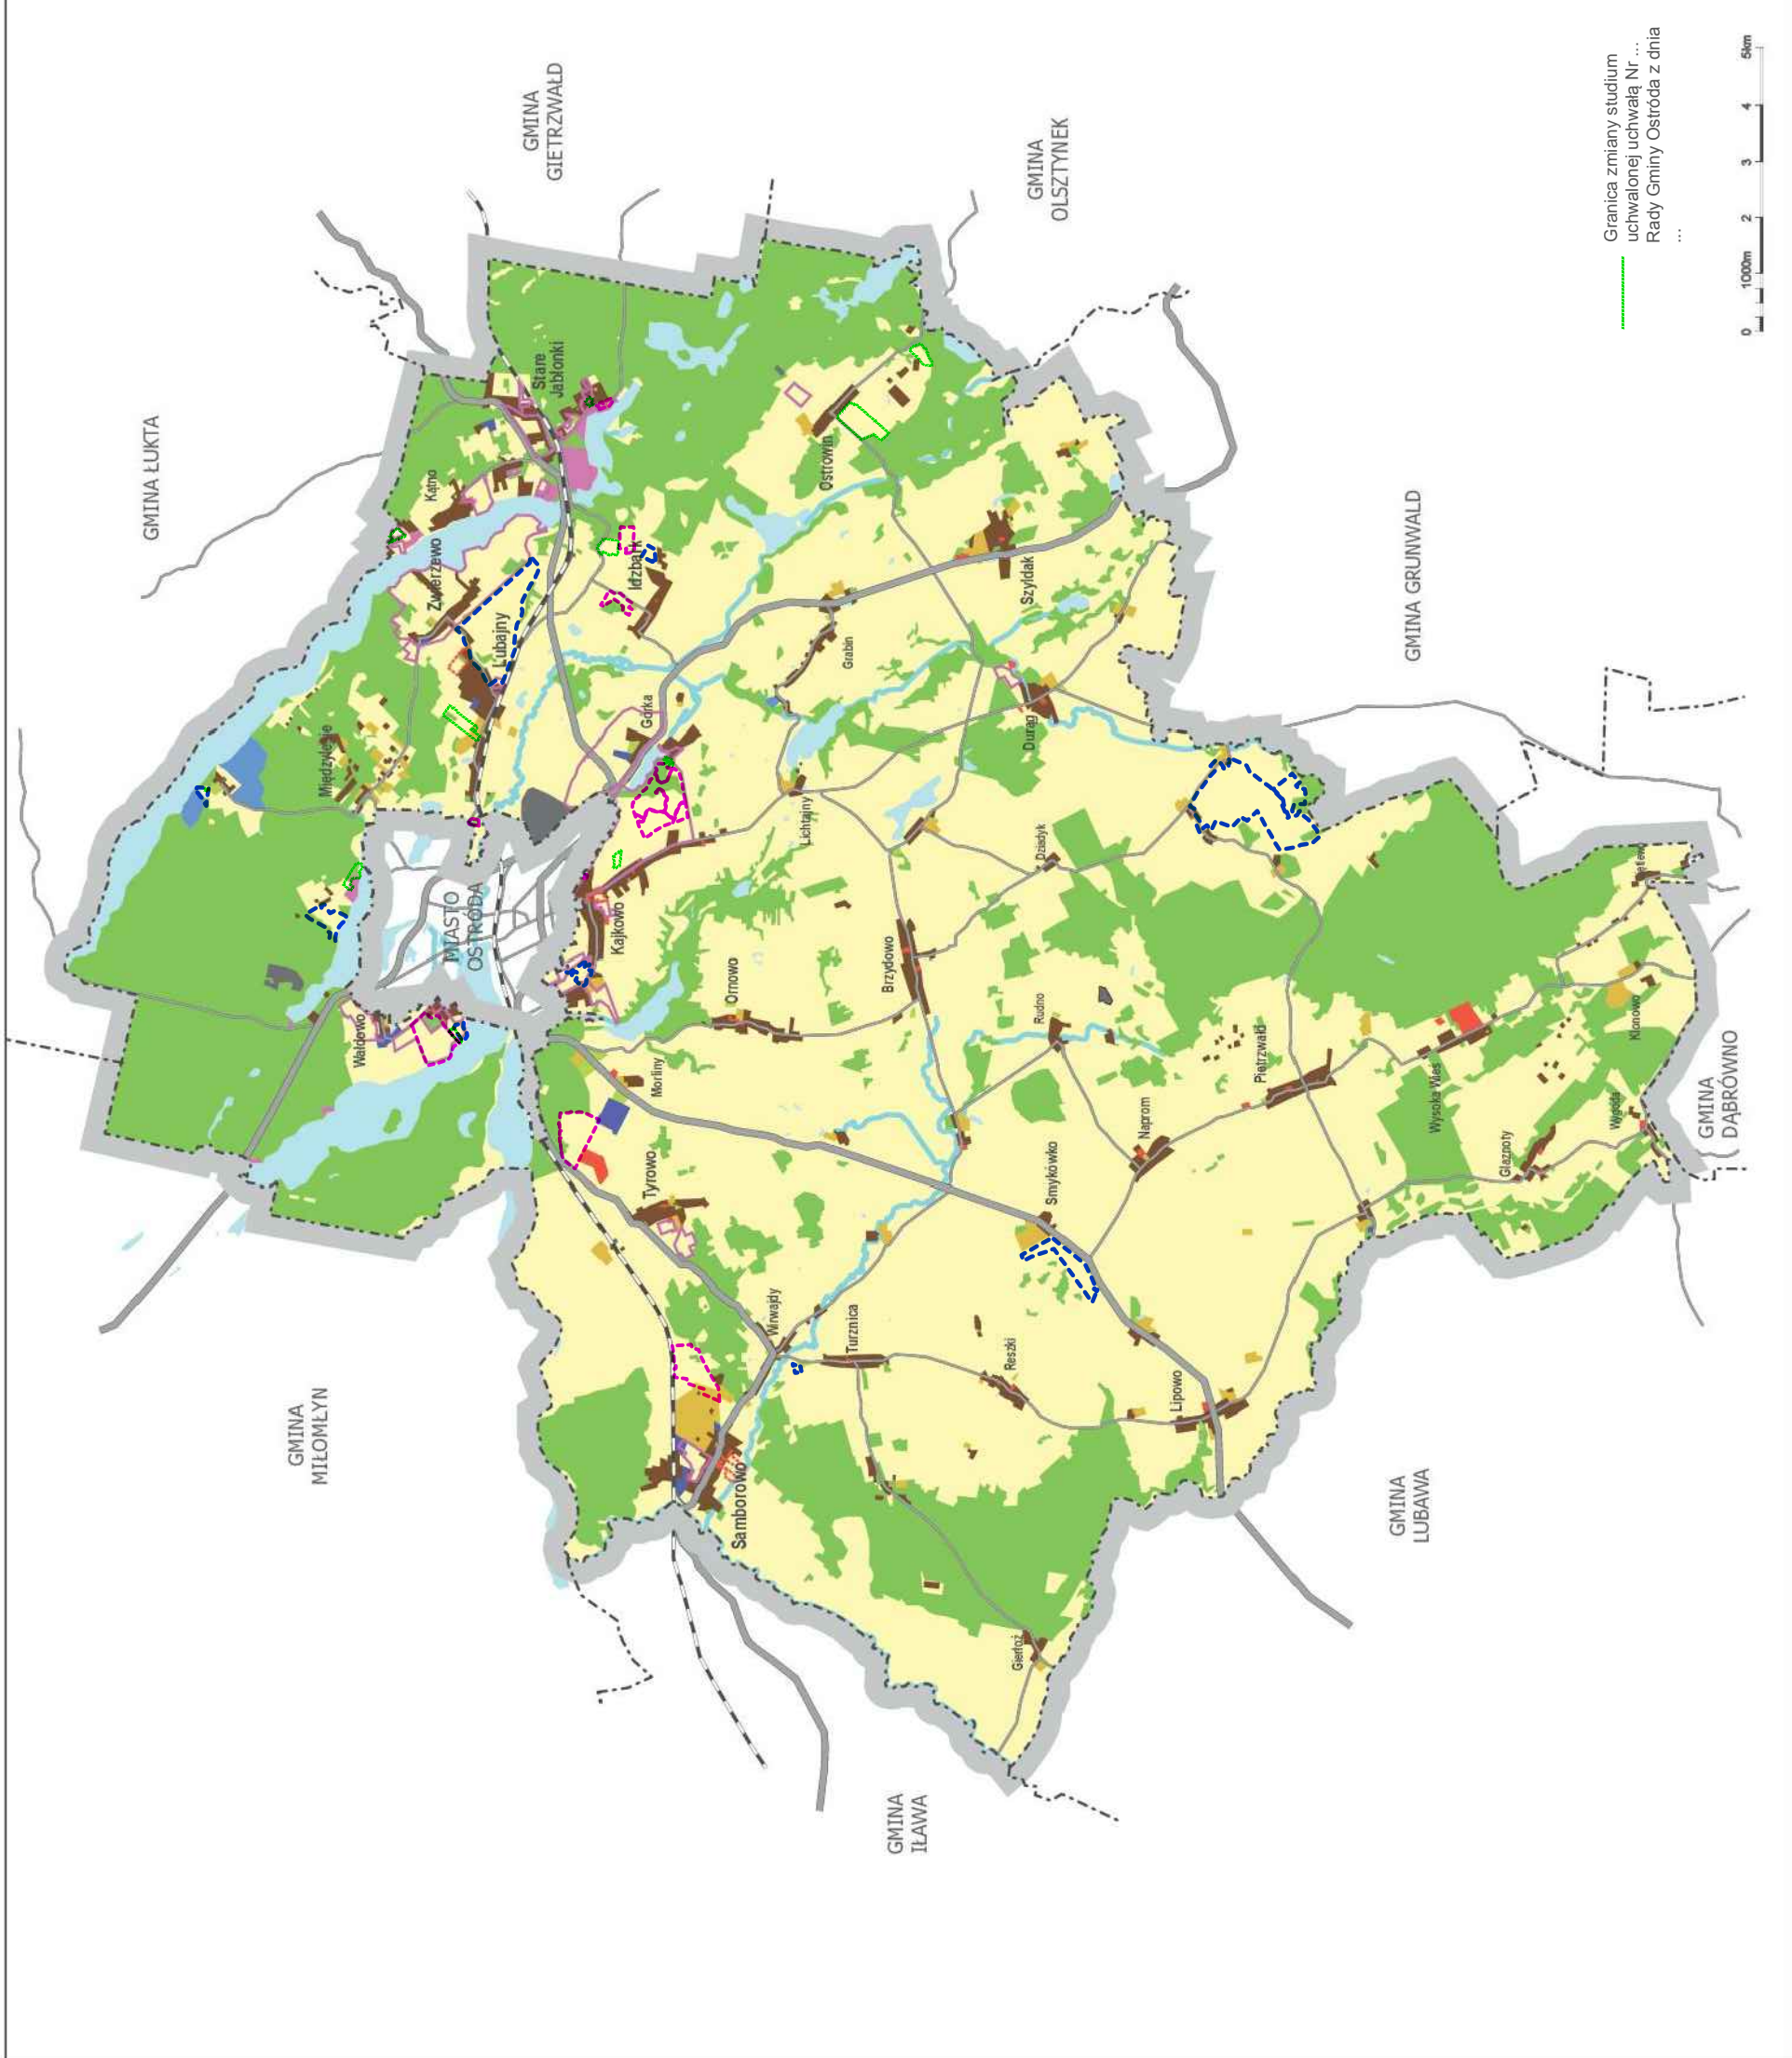 GMINA ŁUKTA
GMINA
GIETRZWAŁD
GMINA
OLSZTYNEK
GMINA GRUNWALD
GMINA
DĄBRÓWNO
GMINA
LUBAWA
GMINA
IŁAWA
GMINA
MIŁOMŁYN
MIASTO
OSTRÓDA
Stare
Jabłonki
Kątno
Zwierzewo
Lubajny
Idzbark
Międzylesie
Górka
Ostrowin
Szyldak
Grabin
Durąg
Lichtajny
Dziadyk
Kajkowo
Wałdowo
Ornowo
Brzydowo
Rudno
Morliny
Tyrowo
Pietrzwałd
Wysoka Wieś
Klonowo
Wygoda
Glaznoty
Naprom
Smykówko
Wirwajdy
Turznica
Reszki
Lipowo
Samborowo
Gierłoż
Granica zmiany studium
uchwalonej uchwałą Nr ...
Rady Gminy Ostróda z dnia
...
0 1000m 2 3 4 5km